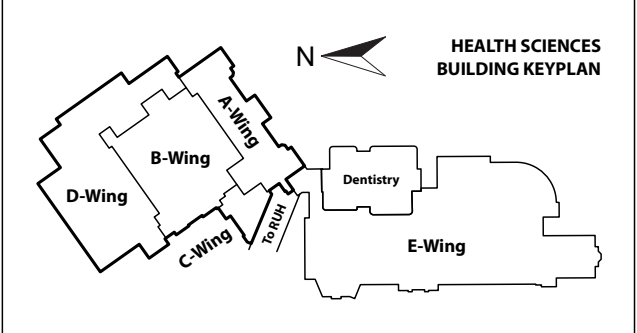 N
HEALTH SCIENCES
BUILDING KEYPLAN
A-Wing
B-Wing
D-Wing
Dentistry
To RUH
C-Wing
E-Wing